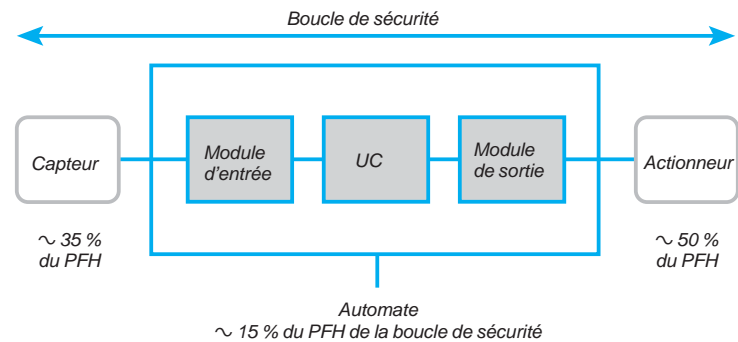 Boucle de sécurité
Capteur
Module
d'entrée
UC
Module
de sortie
Actionneur
~ 35 %
du PFH
~ 50 %
du PFH
Automate
~ 15 % du PFH de la boucle de sécurité